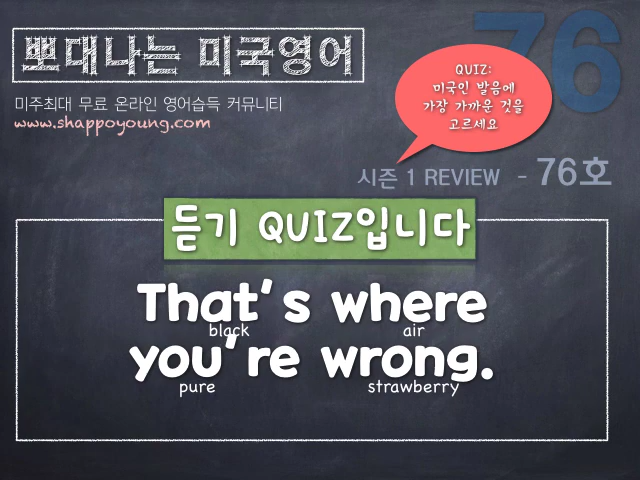 뽀대나는 미국영어
76
미주최대 무료 온라인 영어습득 커뮤니티
www.shappoyoung.com
QUIZ:
미국인 발음에
가장 가까운 것을
고르세요
시즌 1 REVIEW - 76호
듣기 QUIZ입니다
That's where
black air
you're wrong.
pure strawberry